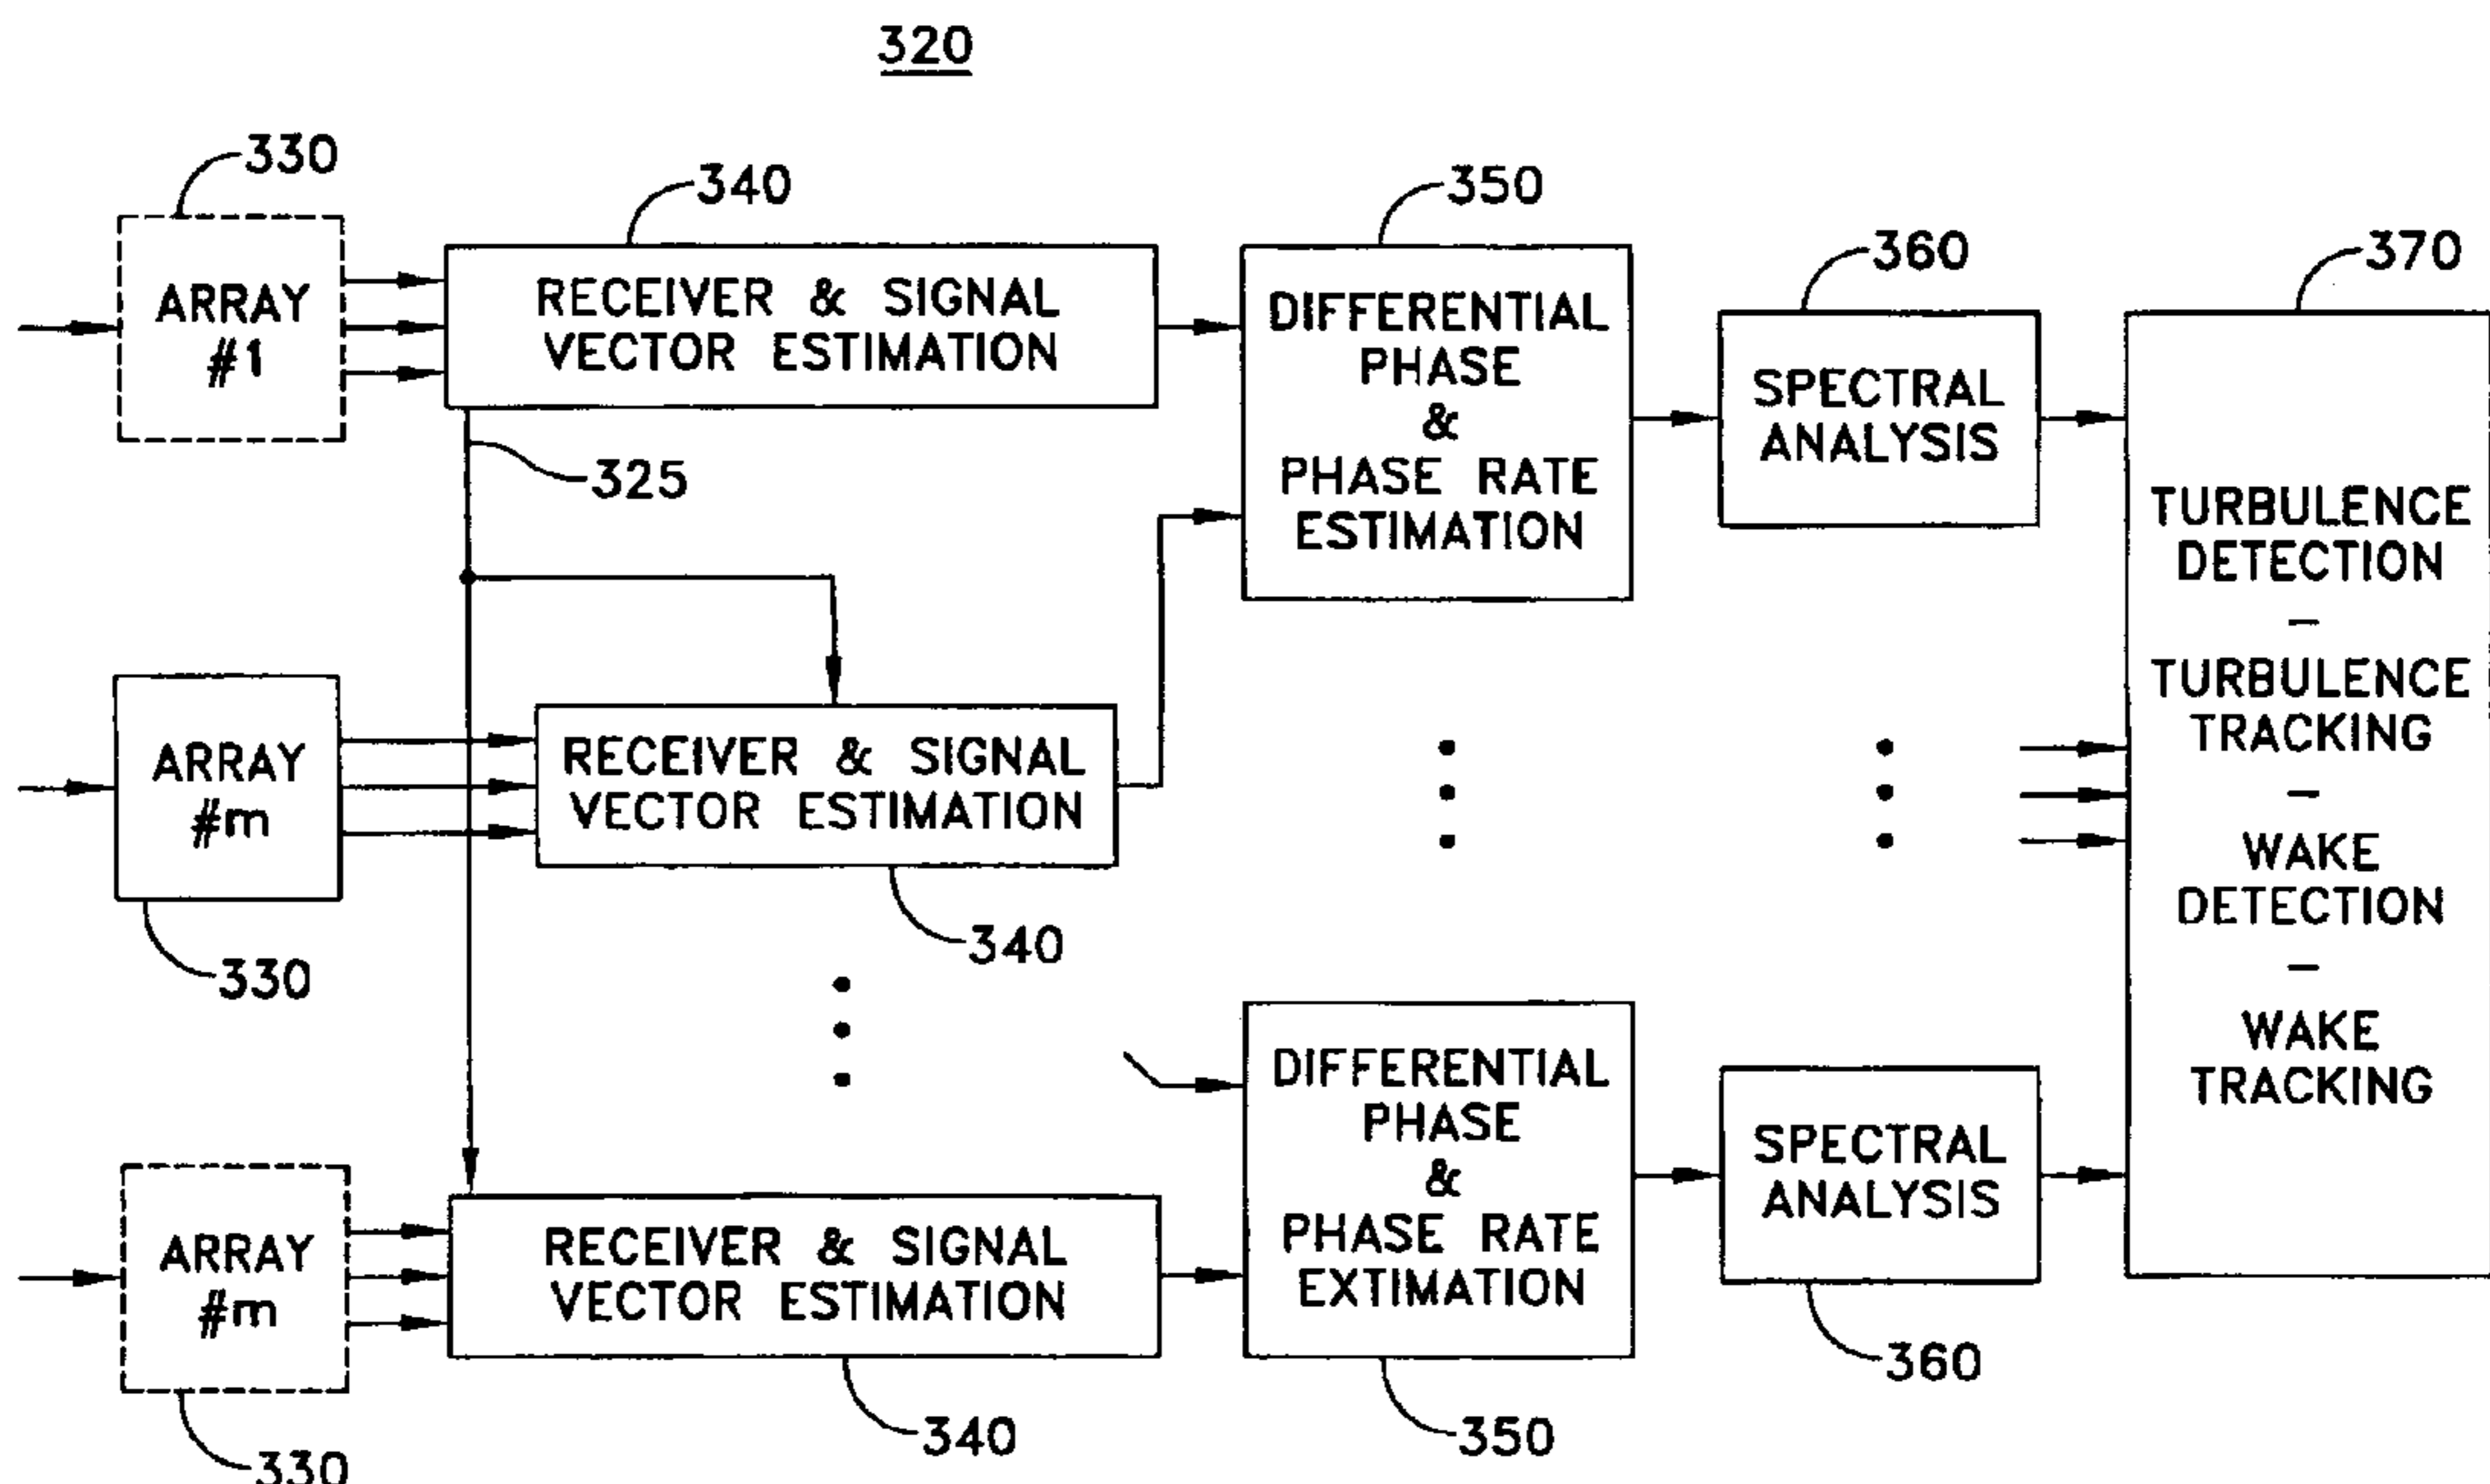 320
330
340
350
360
370
ARRAY
#1
RECEIVER & SIGNAL
VECTOR ESTIMATION
DIFFERENTIAL
PHASE
&
PHASE RATE
ESTIMATION
SPECTRAL
ANALYSIS
325
TURBULENCE
DETECTION
–
TURBULENCE
TRACKING
–
WAKE
DETECTION
–
WAKE
TRACKING
ARRAY
#m
RECEIVER & SIGNAL
VECTOR ESTIMATION
330
340
ARRAY
#m
RECEIVER & SIGNAL
VECTOR ESTIMATION
DIFFERENTIAL
PHASE
&
PHASE RATE
EXTIMATION
SPECTRAL
ANALYSIS
330
340
350
360